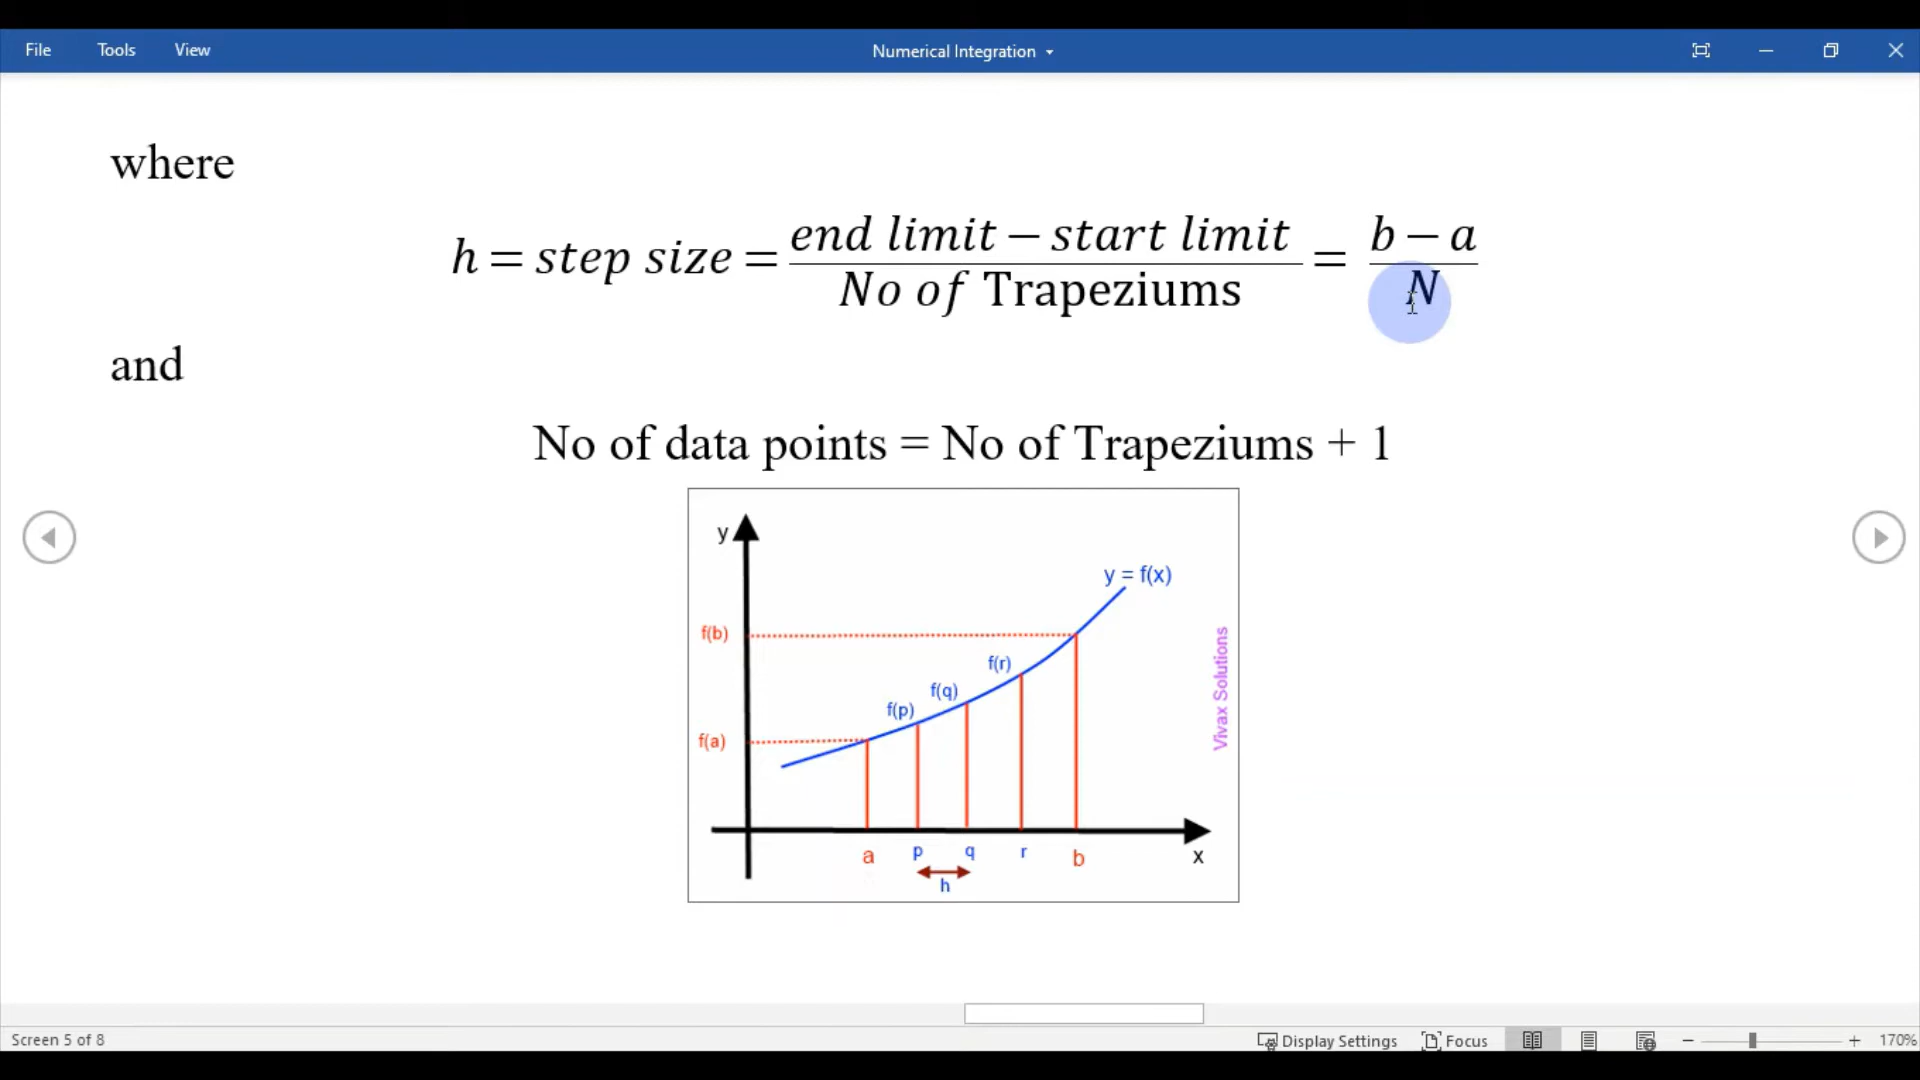 File Tools View Numerical Integration
where
h = step size = end limit − start limit / No of Trapeziums = b − a / N
and
No of data points = No of Trapeziums + 1
y
y = f(x)
f(b)
f(r)
f(q)
f(p)
f(a)
Vivax Solutions
a p q r b x
h
Screen 5 of 8 Display Settings Focus 170%